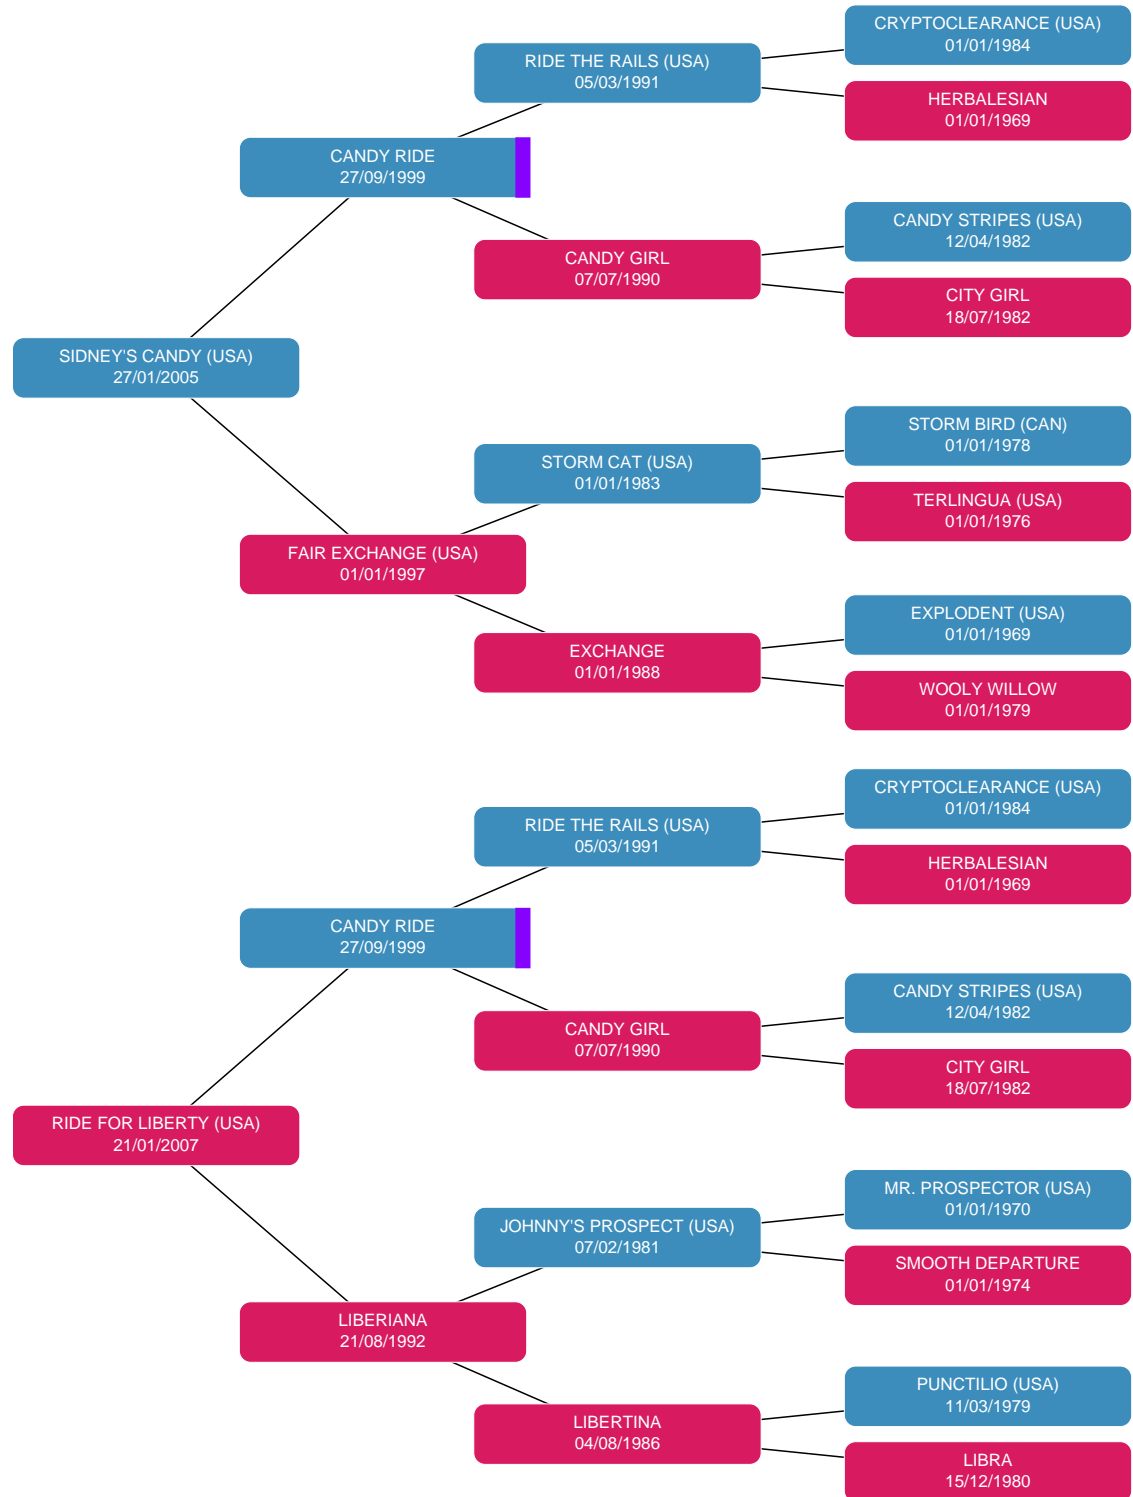 CRYPTOCLEARANCE (USA)
01/01/1984
RIDE THE RAILS (USA)
05/03/1991
HERBALESIAN
01/01/1969
CANDY RIDE
27/09/1999
CANDY STRIPES (USA)
12/04/1982
CANDY GIRL
07/07/1990
CITY GIRL
18/07/1982
SIDNEY'S CANDY (USA)
27/01/2005
STORM BIRD (CAN)
01/01/1978
STORM CAT (USA)
01/01/1983
TERLINGUA (USA)
01/01/1976
FAIR EXCHANGE (USA)
01/01/1997
EXPLODENT (USA)
01/01/1969
EXCHANGE
01/01/1988
WOOLY WILLOW
01/01/1979
CRYPTOCLEARANCE (USA)
01/01/1984
RIDE THE RAILS (USA)
05/03/1991
HERBALESIAN
01/01/1969
CANDY RIDE
27/09/1999
CANDY STRIPES (USA)
12/04/1982
CANDY GIRL
07/07/1990
CITY GIRL
18/07/1982
RIDE FOR LIBERTY (USA)
21/01/2007
MR. PROSPECTOR (USA)
01/01/1970
JOHNNY'S PROSPECT (USA)
07/02/1981
SMOOTH DEPARTURE
01/01/1974
LIBERIANA
21/08/1992
PUNCTILIO (USA)
11/03/1979
LIBERTINA
04/08/1986
LIBRA
15/12/1980